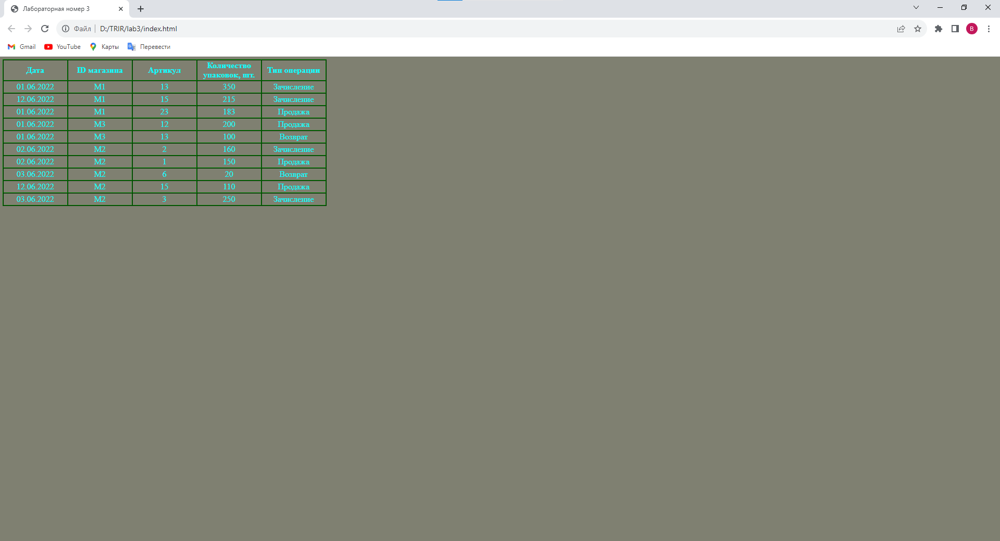 Лабораторная номер 3
Файл D:/TRIR/lab3/index.html
B
Gmail YouTube Карты Перевести
Дата ID магазина Артикул Количество упаковок, шт. Тип операции
01.06.2022 M1 13 350 Зачисление
12.06.2022 M1 15 215 Зачисление
01.06.2022 M1 23 183 Продажа
01.06.2022 M3 12 200 Продажа
01.06.2022 M3 13 100 Возврат
02.06.2022 M2 2 160 Зачисление
02.06.2022 M2 1 150 Продажа
03.06.2022 M2 6 20 Возврат
12.06.2022 M2 15 110 Продажа
03.06.2022 M2 3 250 Зачисление